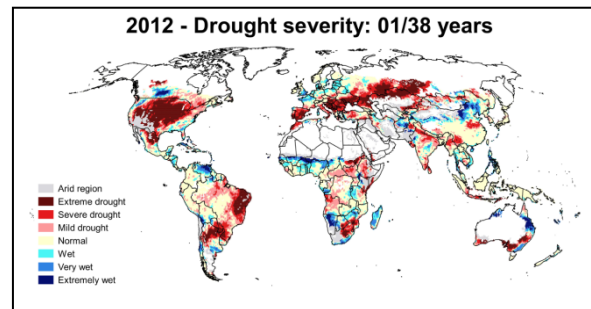 2012 - Drought severity: 01/38 years
Arid region
Extreme drought
Severe drought
Mild drought
Normal
Wet
Very wet
Extremely wet